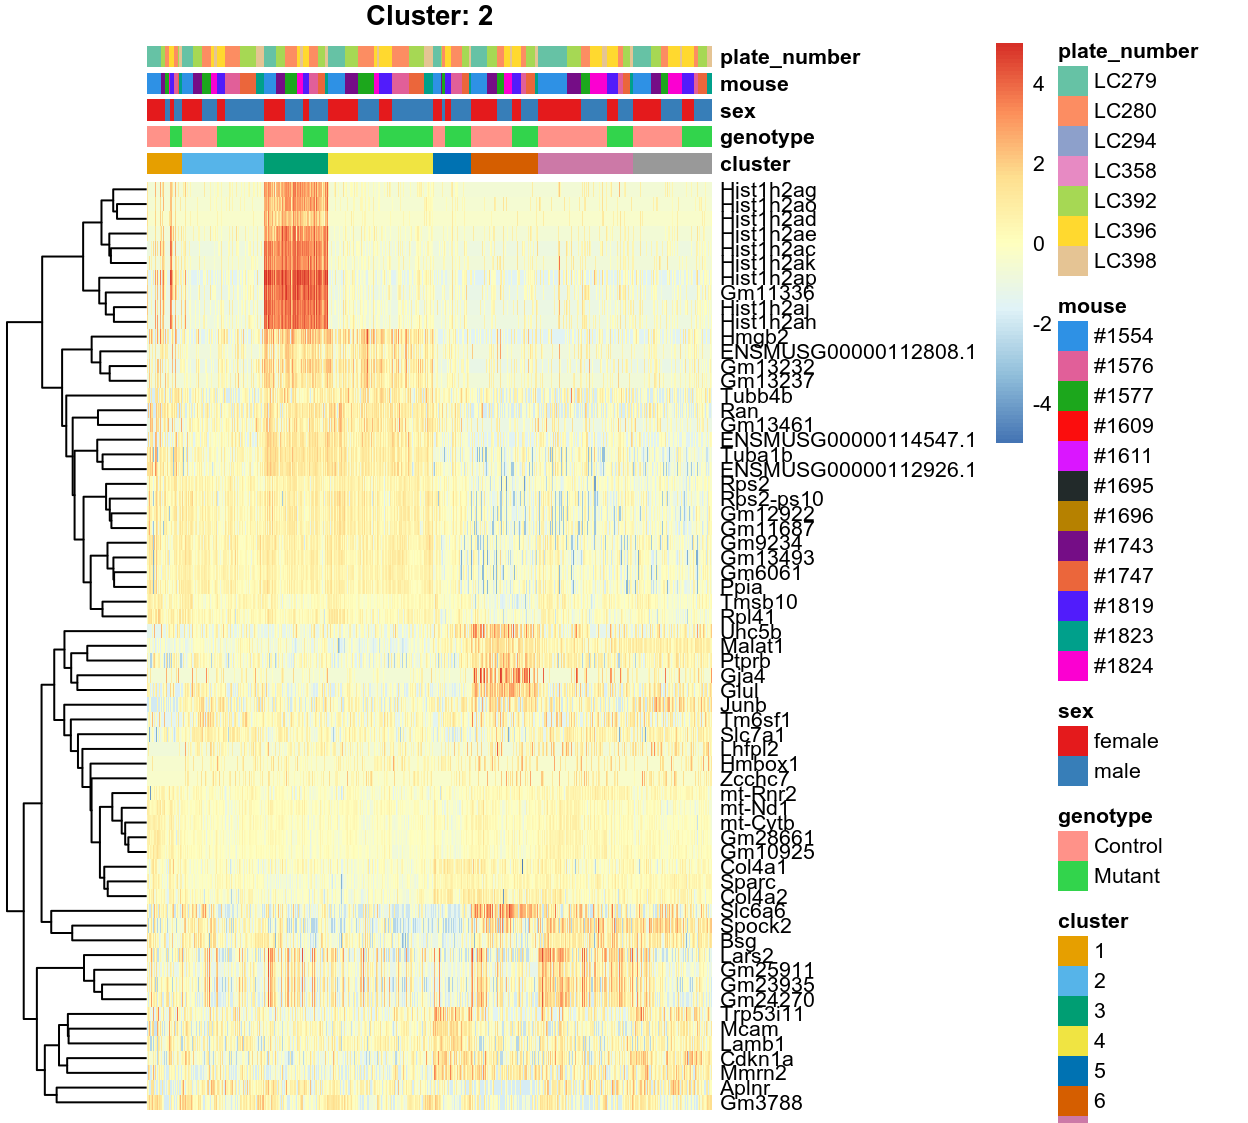 Cluster: 2
plate_number
mouse
sex
genotype
cluster
Hist1h2ag
Hist1h2ao
Hist1h2ad
Hist1h2ae
Hist1h2ac
Hist1h2ak
Hist1h2ap
Gm11336
Hist1h2aj
Hist1h2an
Hmgb2
ENSMUSG00000112808.1
Gm13232
Gm13237
Tubb4b
Ran
Gm13461
ENSMUSG00000114547.1
Tuba1b
ENSMUSG00000112926.1
Rps2
Rps2-ps10
Gm12922
Gm11687
Gm9234
Gm13493
Gm6061
Ppia
Tmsb10
Rpl41
Unc5b
Malat1
Ptprb
Gja4
Glul
Junb
Tm6sf1
Slc7a1
Lhfpl2
Hmbox1
Zcchc7
mt-Rnr2
mt-Nd1
mt-Cytb
Gm28661
Gm10925
Col4a1
Sparc
Col4a2
Slc6a6
Spock2
Bsg
Lars2
Gm25911
Gm23935
Gm24270
Trp53i11
Mcam
Lamb1
Cdkn1a
Mmrn2
Aplnr
Gm3788
4
2
0
-2
-4
plate_number
LC279
LC280
LC294
LC358
LC392
LC396
LC398
mouse
#1554
#1576
#1577
#1609
#1611
#1695
#1696
#1743
#1747
#1819
#1823
#1824
sex
female
male
genotype
Control
Mutant
cluster
1
2
3
4
5
6